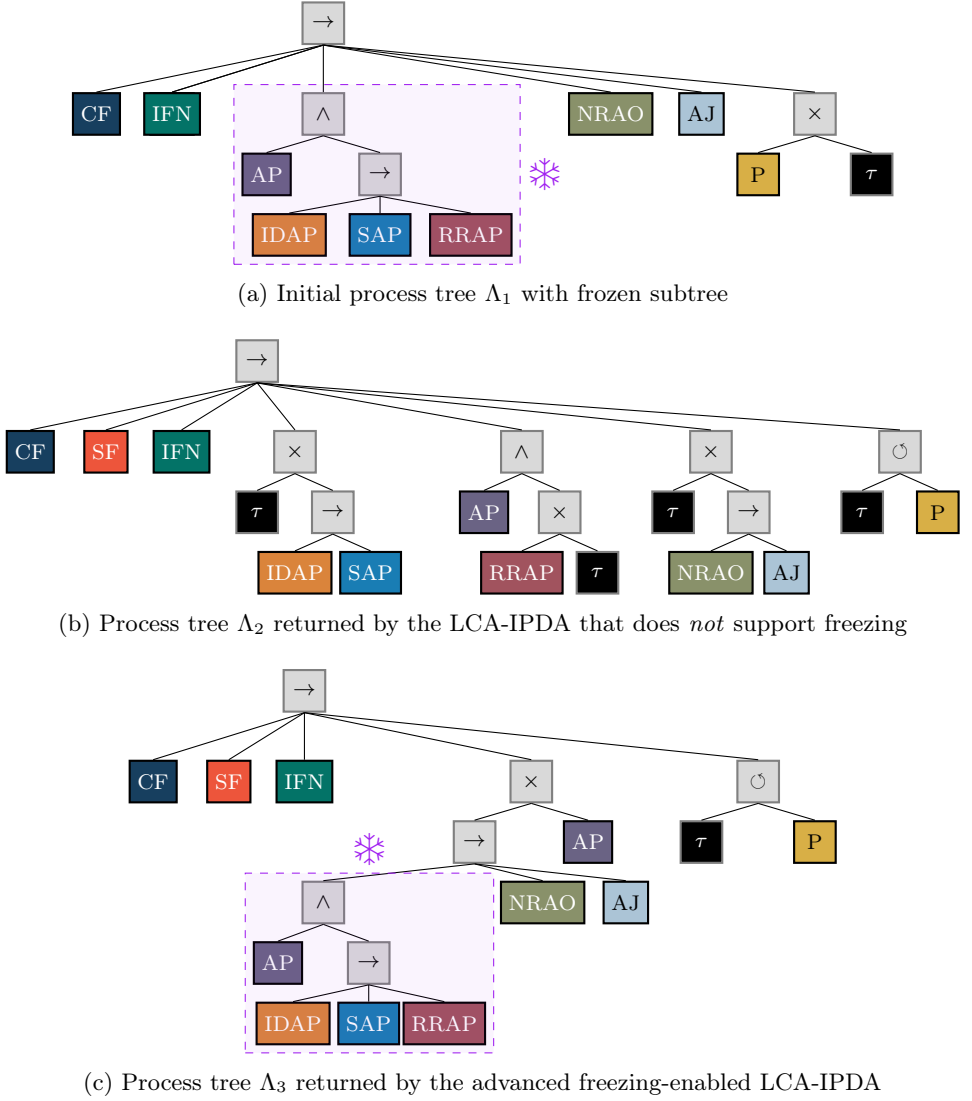 →
CF IFN ∧ NRAO AJ ×
AP → P τ
IDAP SAP RRAP
(a) Initial process tree Λ1 with frozen subtree
→
CF SF IFN × ∧ × ↺
τ → AP × τ → τ P
IDAP SAP RRAP τ NRAO AJ
(b) Process tree Λ2 returned by the LCA-IPDA that does not support freezing
→
CF SF IFN × ↺
→ AP τ P
∧ NRAO AJ
AP →
IDAP SAP RRAP
(c) Process tree Λ3 returned by the advanced freezing-enabled LCA-IPDA